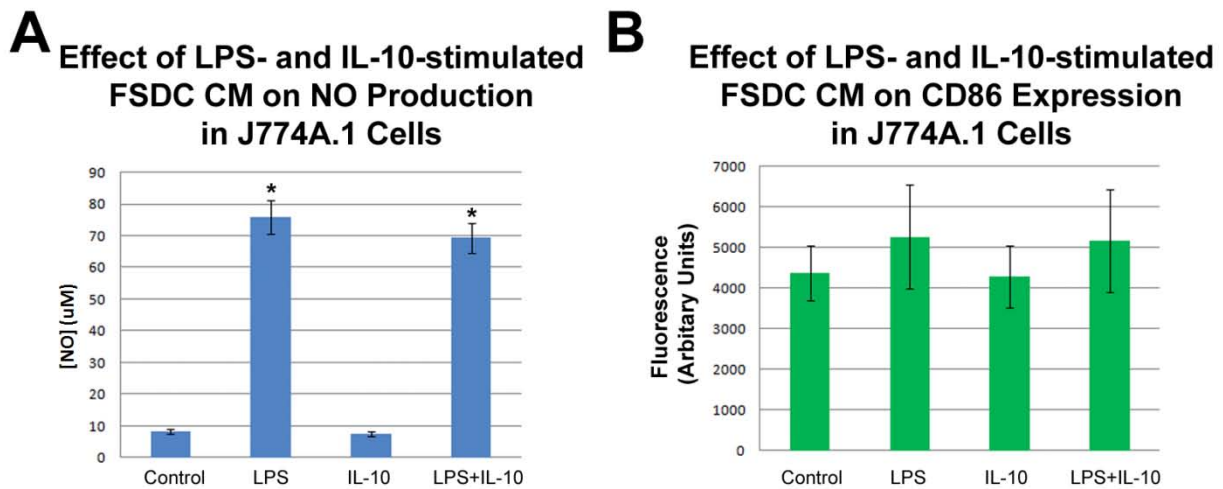 A
Effect of LPS- and IL-10-stimulated
FSDC CM on NO Production
in J774A.1 Cells
90
80
70
60
50
40
30
20
10
0
[NO] (uM)
*
*
Control LPS IL-10 LPS+IL-10
B
Effect of LPS- and IL-10-stimulated
FSDC CM on CD86 Expression
in J774A.1 Cells
7000
6000
5000
4000
3000
2000
1000
0
Fluorescence
(Arbitary Units)
Control LPS IL-10 LPS+IL-10